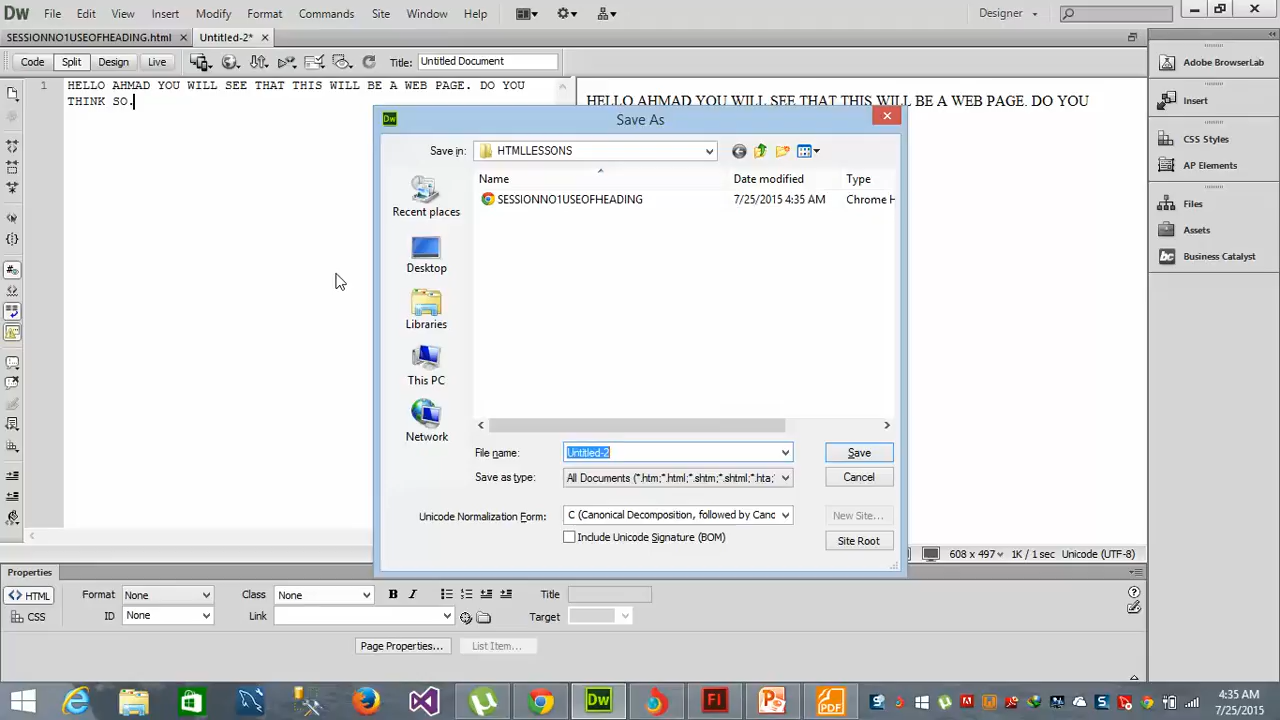 Dw File Edit View Insert Modify Format Commands Site Window Help Designer
SESSIONNO1USEOFHEADING.html × Untitled-2* ×
Code Split Design Live Title: Untitled Document
1 HELLO AHMAD YOU WILL SEE THAT THIS WILL BE A WEB PAGE. DO YOU
THINK SO.
HELLO AHMAD YOU WILL SEE THAT THIS WILL BE A WEB PAGE. DO YOU
Dw Save As
Save in: HTMLLESSONS
Name Date modified Type
SESSIONNO1USEOFHEADING 7/25/2015 4:35 AM Chrome H
Recent places
Desktop
Libraries
This PC
Network
File name: Untitled-2 Save
Save as type: All Documents (*.htm;*.html;*.shtm;*.shtml;*.hta; Cancel
Unicode Normalization Form: C (Canonical Decomposition, followed by Canc New Site...
Include Unicode Signature (BOM)
Site Root
Adobe BrowserLab
Insert
CSS Styles
AP Elements
Files
Assets
bc Business Catalyst
608 x 497 1K / 1 sec Unicode (UTF-8)
Properties
<> HTML Format None Class None B I Title
CSS ID None Link Target
Page Properties... List Item...
Dw Fl PDF
4:35 AM
7/25/2015